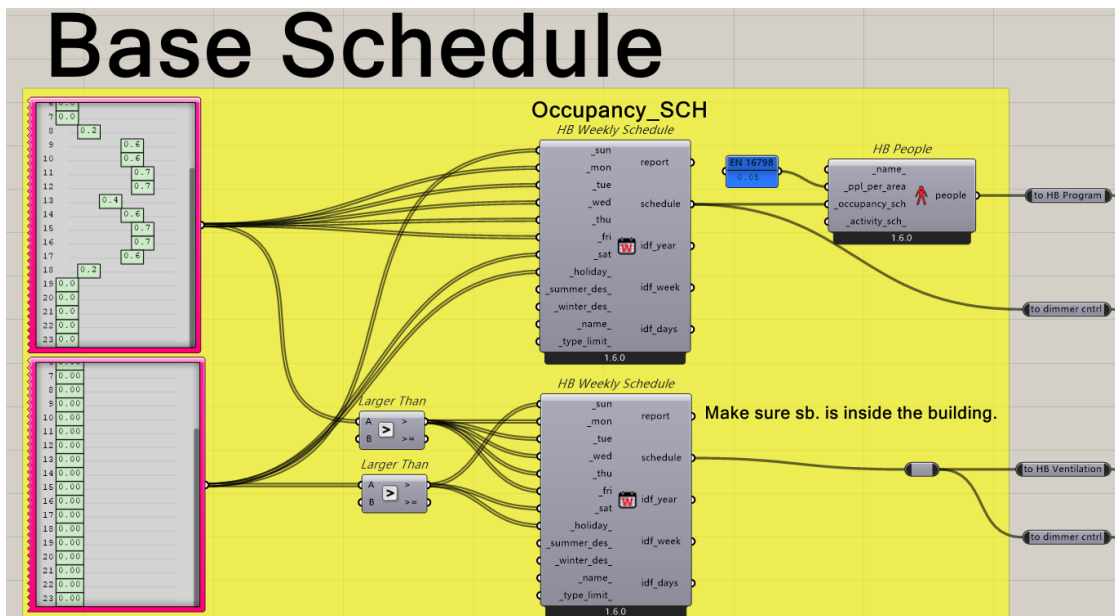 Base Schedule
7 0.0
8 0.2
9 0.6
10 0.6
11 0.7
12 0.7
13 0.4
14 0.6
15 0.7
16 0.7
17 0.6
18 0.2
19 0.0
20 0.0
21 0.0
22 0.0
23 0.0
Occupancy_SCH
HB Weekly Schedule
_sun
_mon
_tue
_wed
_thu
_fri
_sat
_holiday_
_summer_des_
_winter_des_
_name_
_type_limit_
report
schedule
idf_year
idf_week
idf_days
1.6.0
EN 16798
0.05
HB People
_name_
_ppl_per_area
_occupancy_sch
_activity_sch_
people
1.6.0
to HB Program
to dimmer cntrl
7 0.00
8 0.00
9 0.00
10 0.00
11 0.00
12 0.00
13 0.00
14 0.00
15 0.00
16 0.00
17 0.00
18 0.00
19 0.00
20 0.00
21 0.00
22 0.00
23 0.00
Larger Than
A >
B >=
Larger Than
A >
B >=
HB Weekly Schedule
_sun
_mon
_tue
_wed
_thu
_fri
_sat
_holiday_
_summer_des_
_winter_des_
_name_
_type_limit_
report
schedule
idf_year
idf_week
idf_days
1.6.0
Make sure sb. is inside the building.
to HB Ventilation
to dimmer cntrl